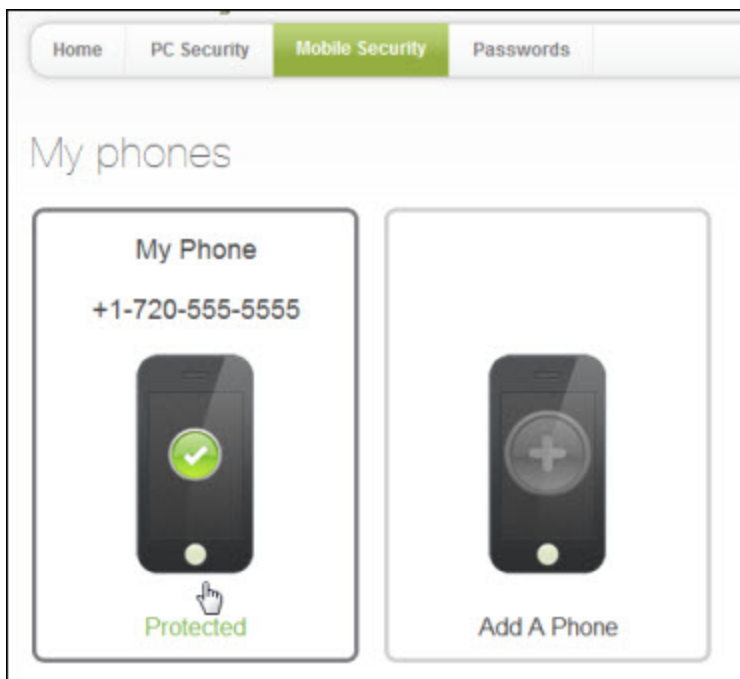 Home PC Security Mobile Security Passwords
My phones
My Phone
+1-720-555-5555
Protected
Add A Phone